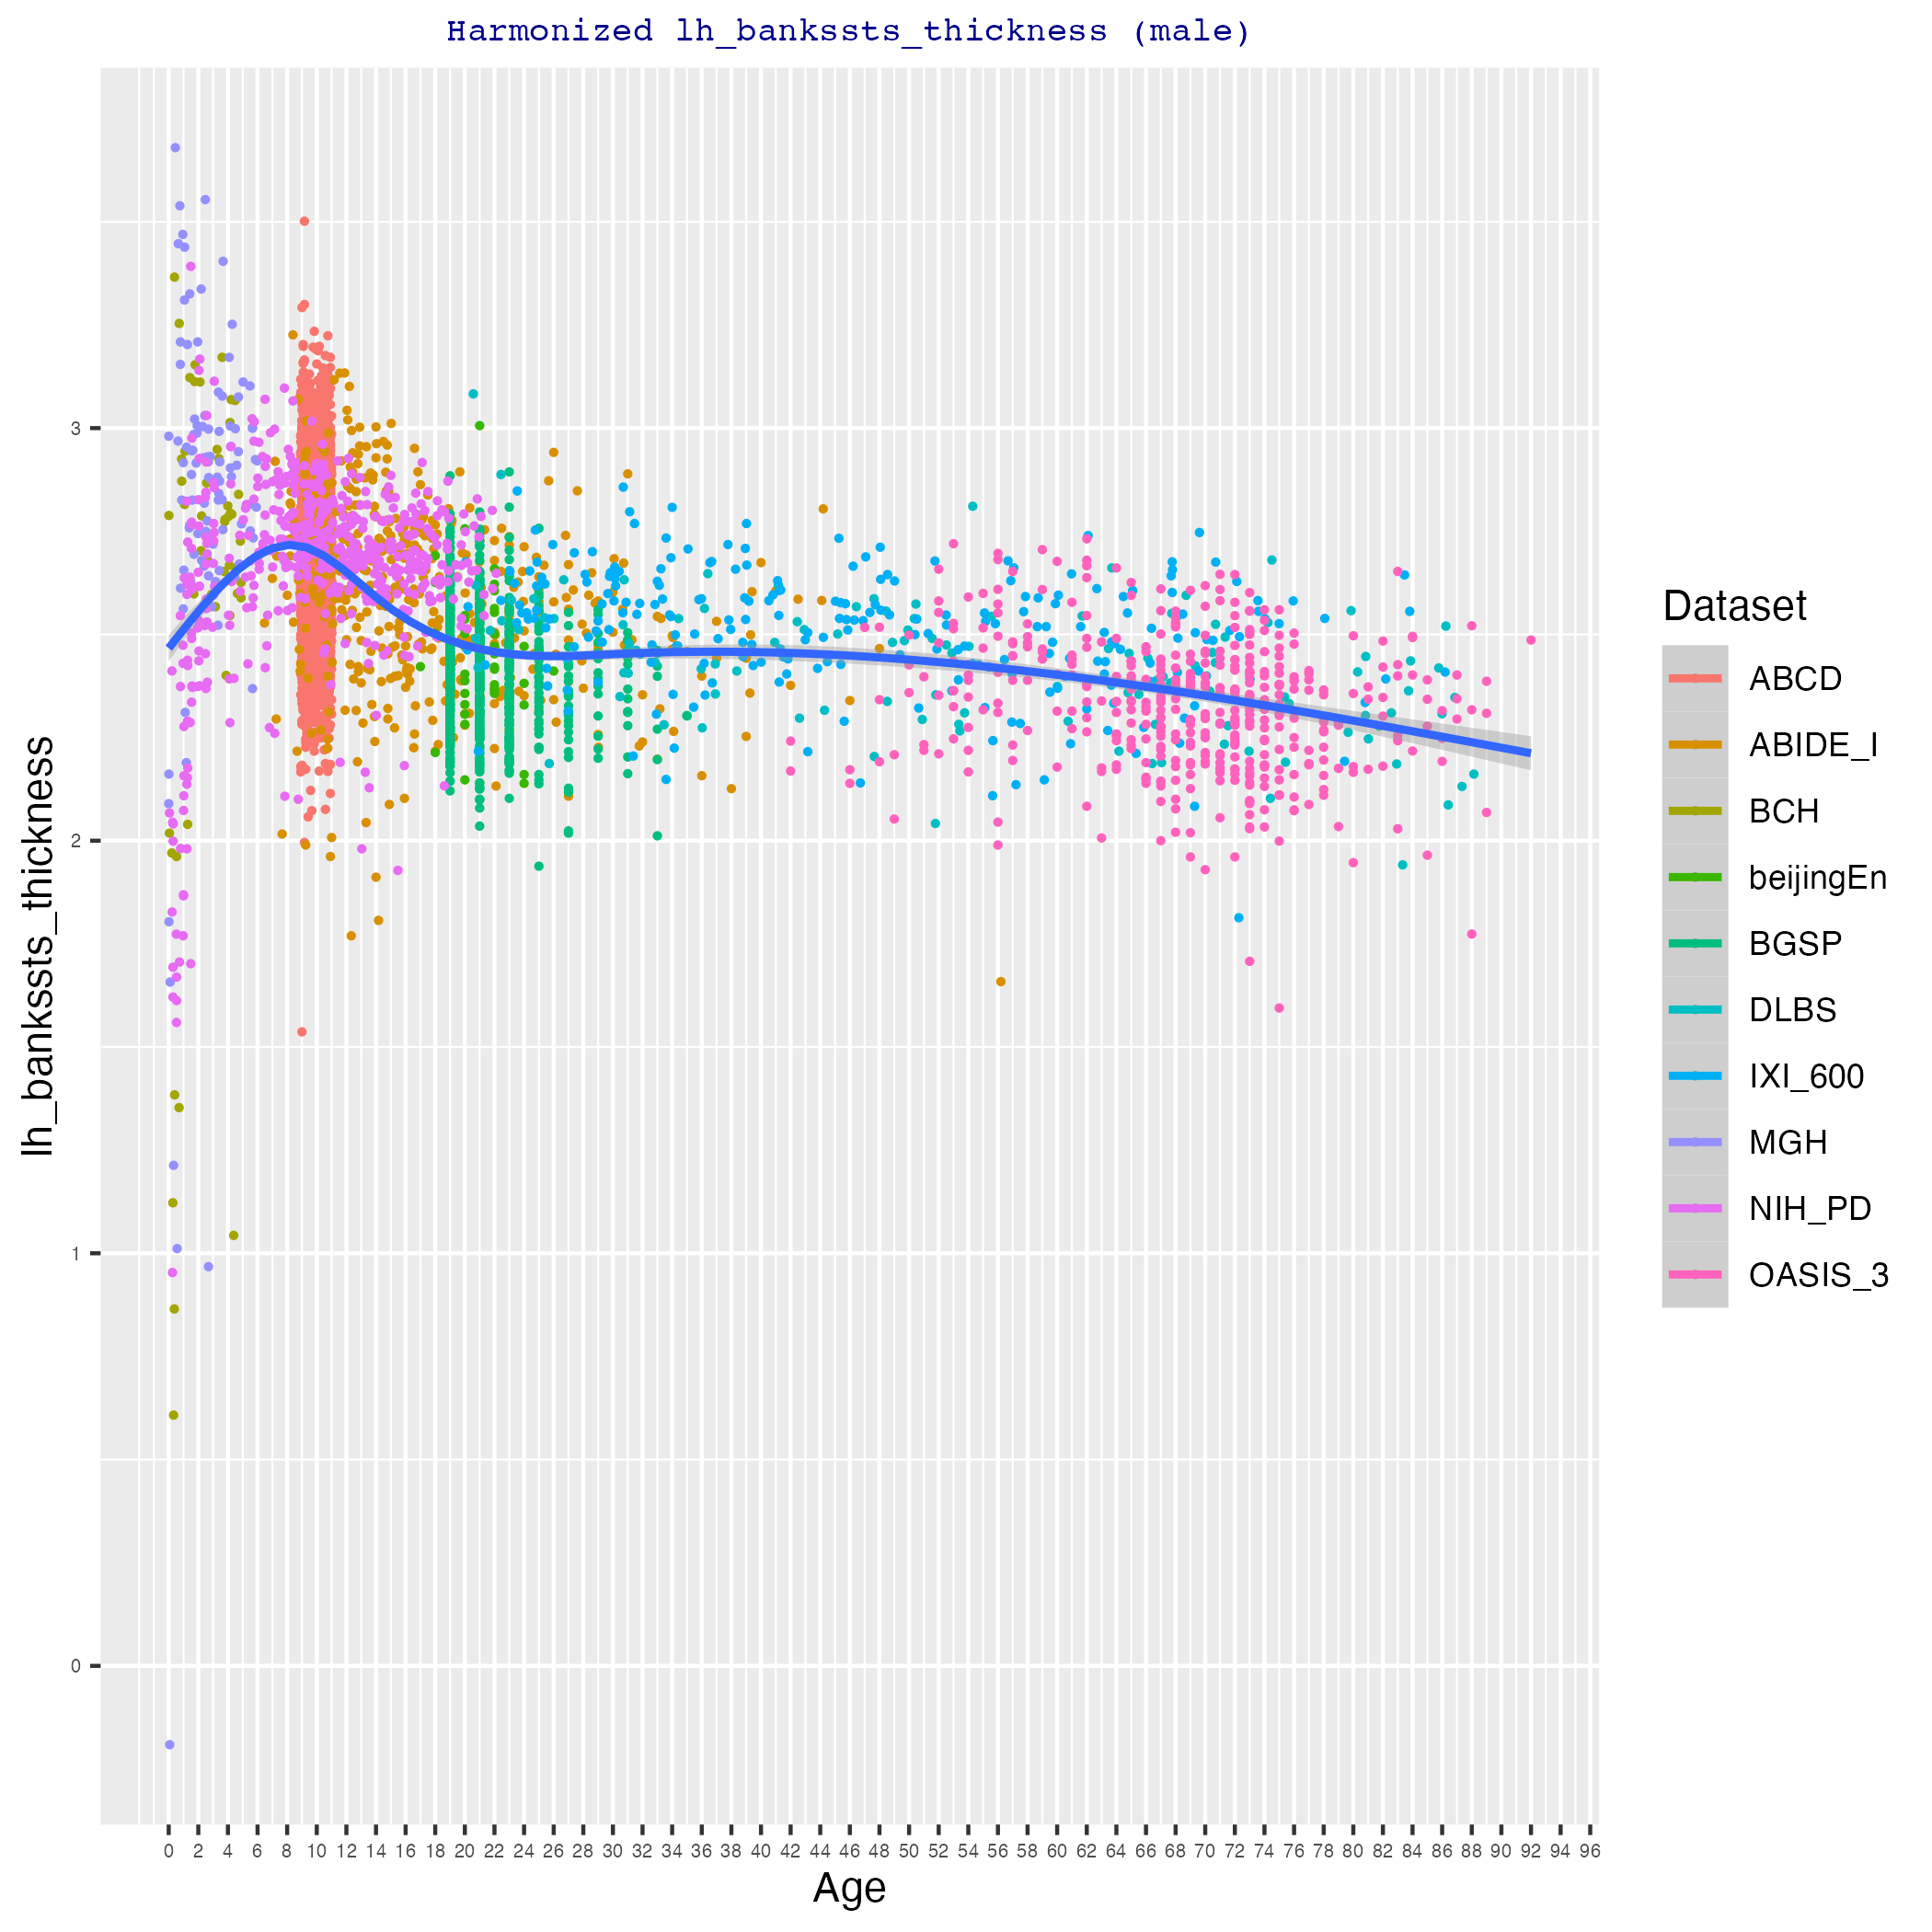 Harmonized lh_bankssts_thickness (male)
lh_bankssts_thickness
3
2
1
0
0 2 4 6 8 10 12 14 16 18 20 22 24 26 28 30 32 34 36 38 40 42 44 46 48 50 52 54 56 58 60 62 64 66 68 70 72 74 76 78 80 82 84 86 88 90 92 94 96
Age
Dataset
ABCD
ABIDE_I
BCH
beijingEn
BGSP
DLBS
IXI_600
MGH
NIH_PD
OASIS_3